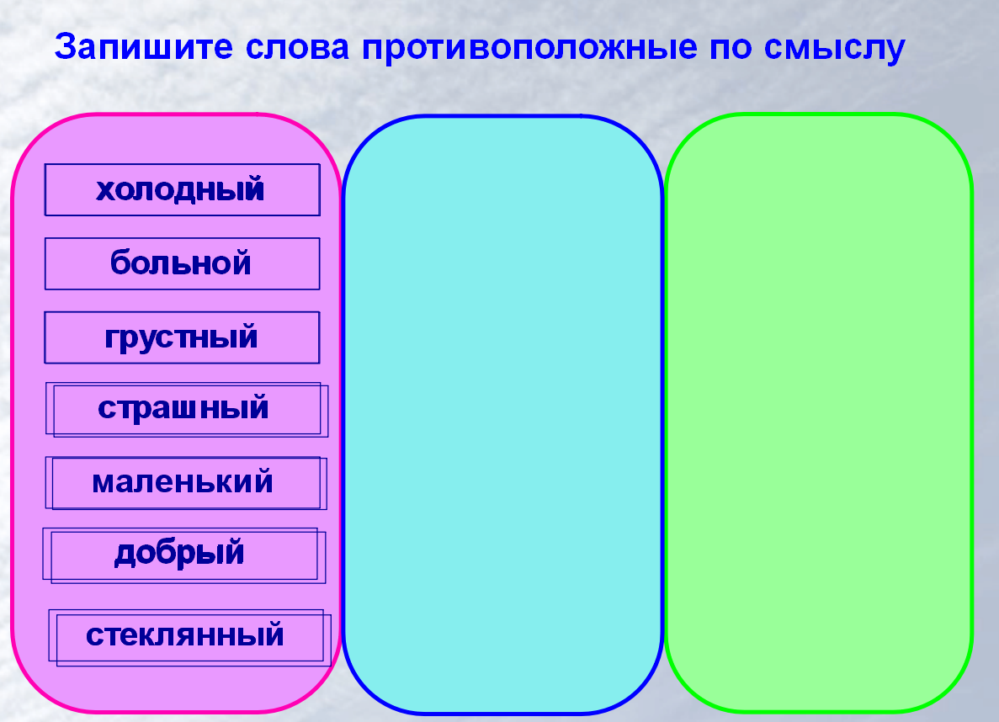 Запишите слова противоположные по смыслу
холодный
больной
грустный
страшный
маленький
добрый
стеклянный